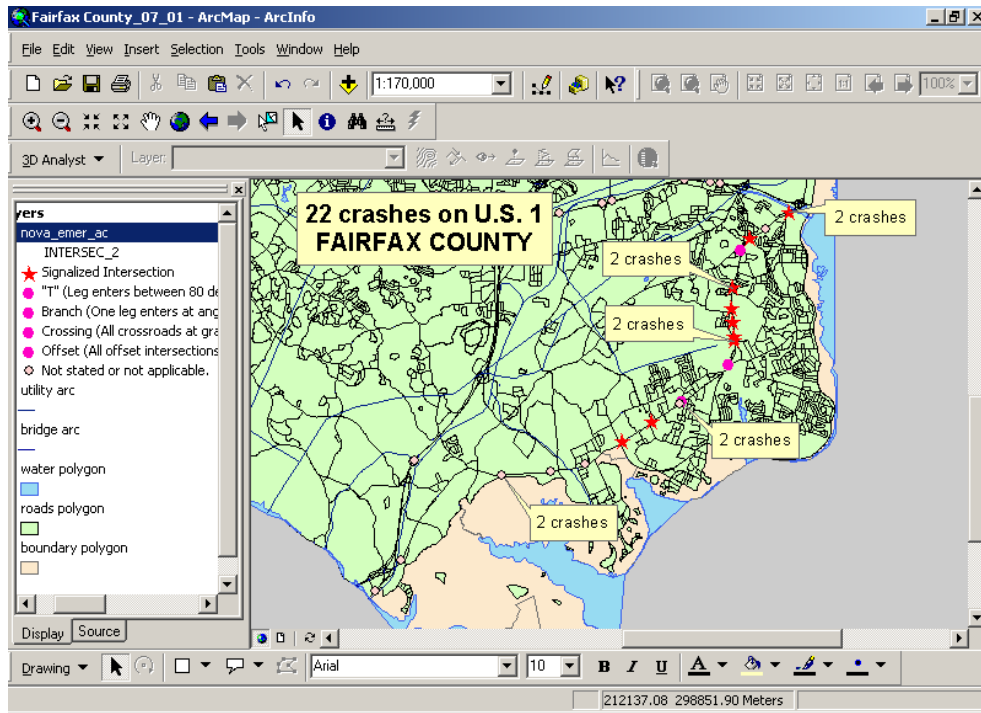 Fairfax County_07_01 - ArcMap - ArcInfo
File Edit View Insert Selection Tools Window Help
1:170,000
100%
3D Analyst
Layer:
yers
nova_emer_ac
INTERSEC_2
Signalized Intersection
"T" (Leg enters between 80 de
Branch (One leg enters at ang
Crossing (All crossroads at gra
Offset (All offset intersections
Not stated or not applicable.
utility arc
bridge arc
water polygon
roads polygon
boundary polygon
Display Source
22 crashes on U.S. 1
FAIRFAX COUNTY
2 crashes
2 crashes
2 crashes
2 crashes
2 crashes
Drawing
Arial
10
B I U A
212137.08 298851.90 Meters